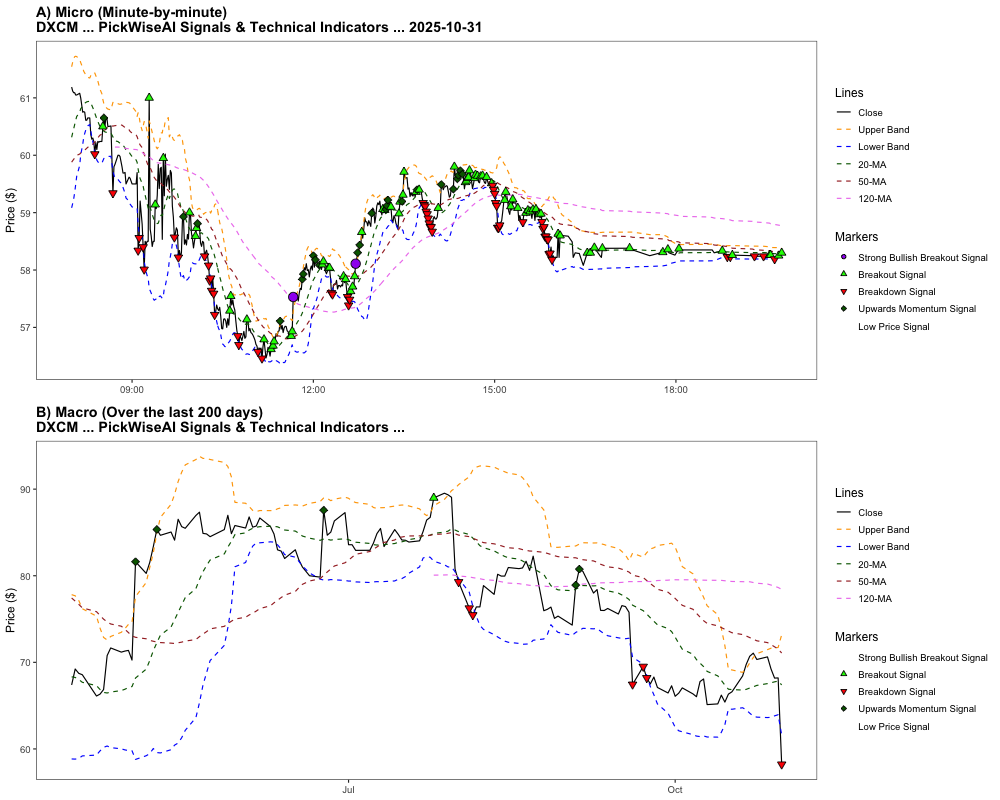 A) Micro (Minute-by-minute)
DXCM ... PickWiseAI Signals & Technical Indicators ... 2025-10-31
Price ($)
61
60
59
58
57
09:00
12:00
15:00
18:00
Lines
Close
Upper Band
Lower Band
20-MA
50-MA
120-MA
Markers
Strong Bullish Breakout Signal
Breakout Signal
Breakdown Signal
Upwards Momentum Signal
Low Price Signal
B) Macro (Over the last 200 days)
DXCM ... PickWiseAI Signals & Technical Indicators ...
Price ($)
90
80
70
60
Jul
Oct
Lines
Close
Upper Band
Lower Band
20-MA
50-MA
120-MA
Markers
Strong Bullish Breakout Signal
Breakout Signal
Breakdown Signal
Upwards Momentum Signal
Low Price Signal